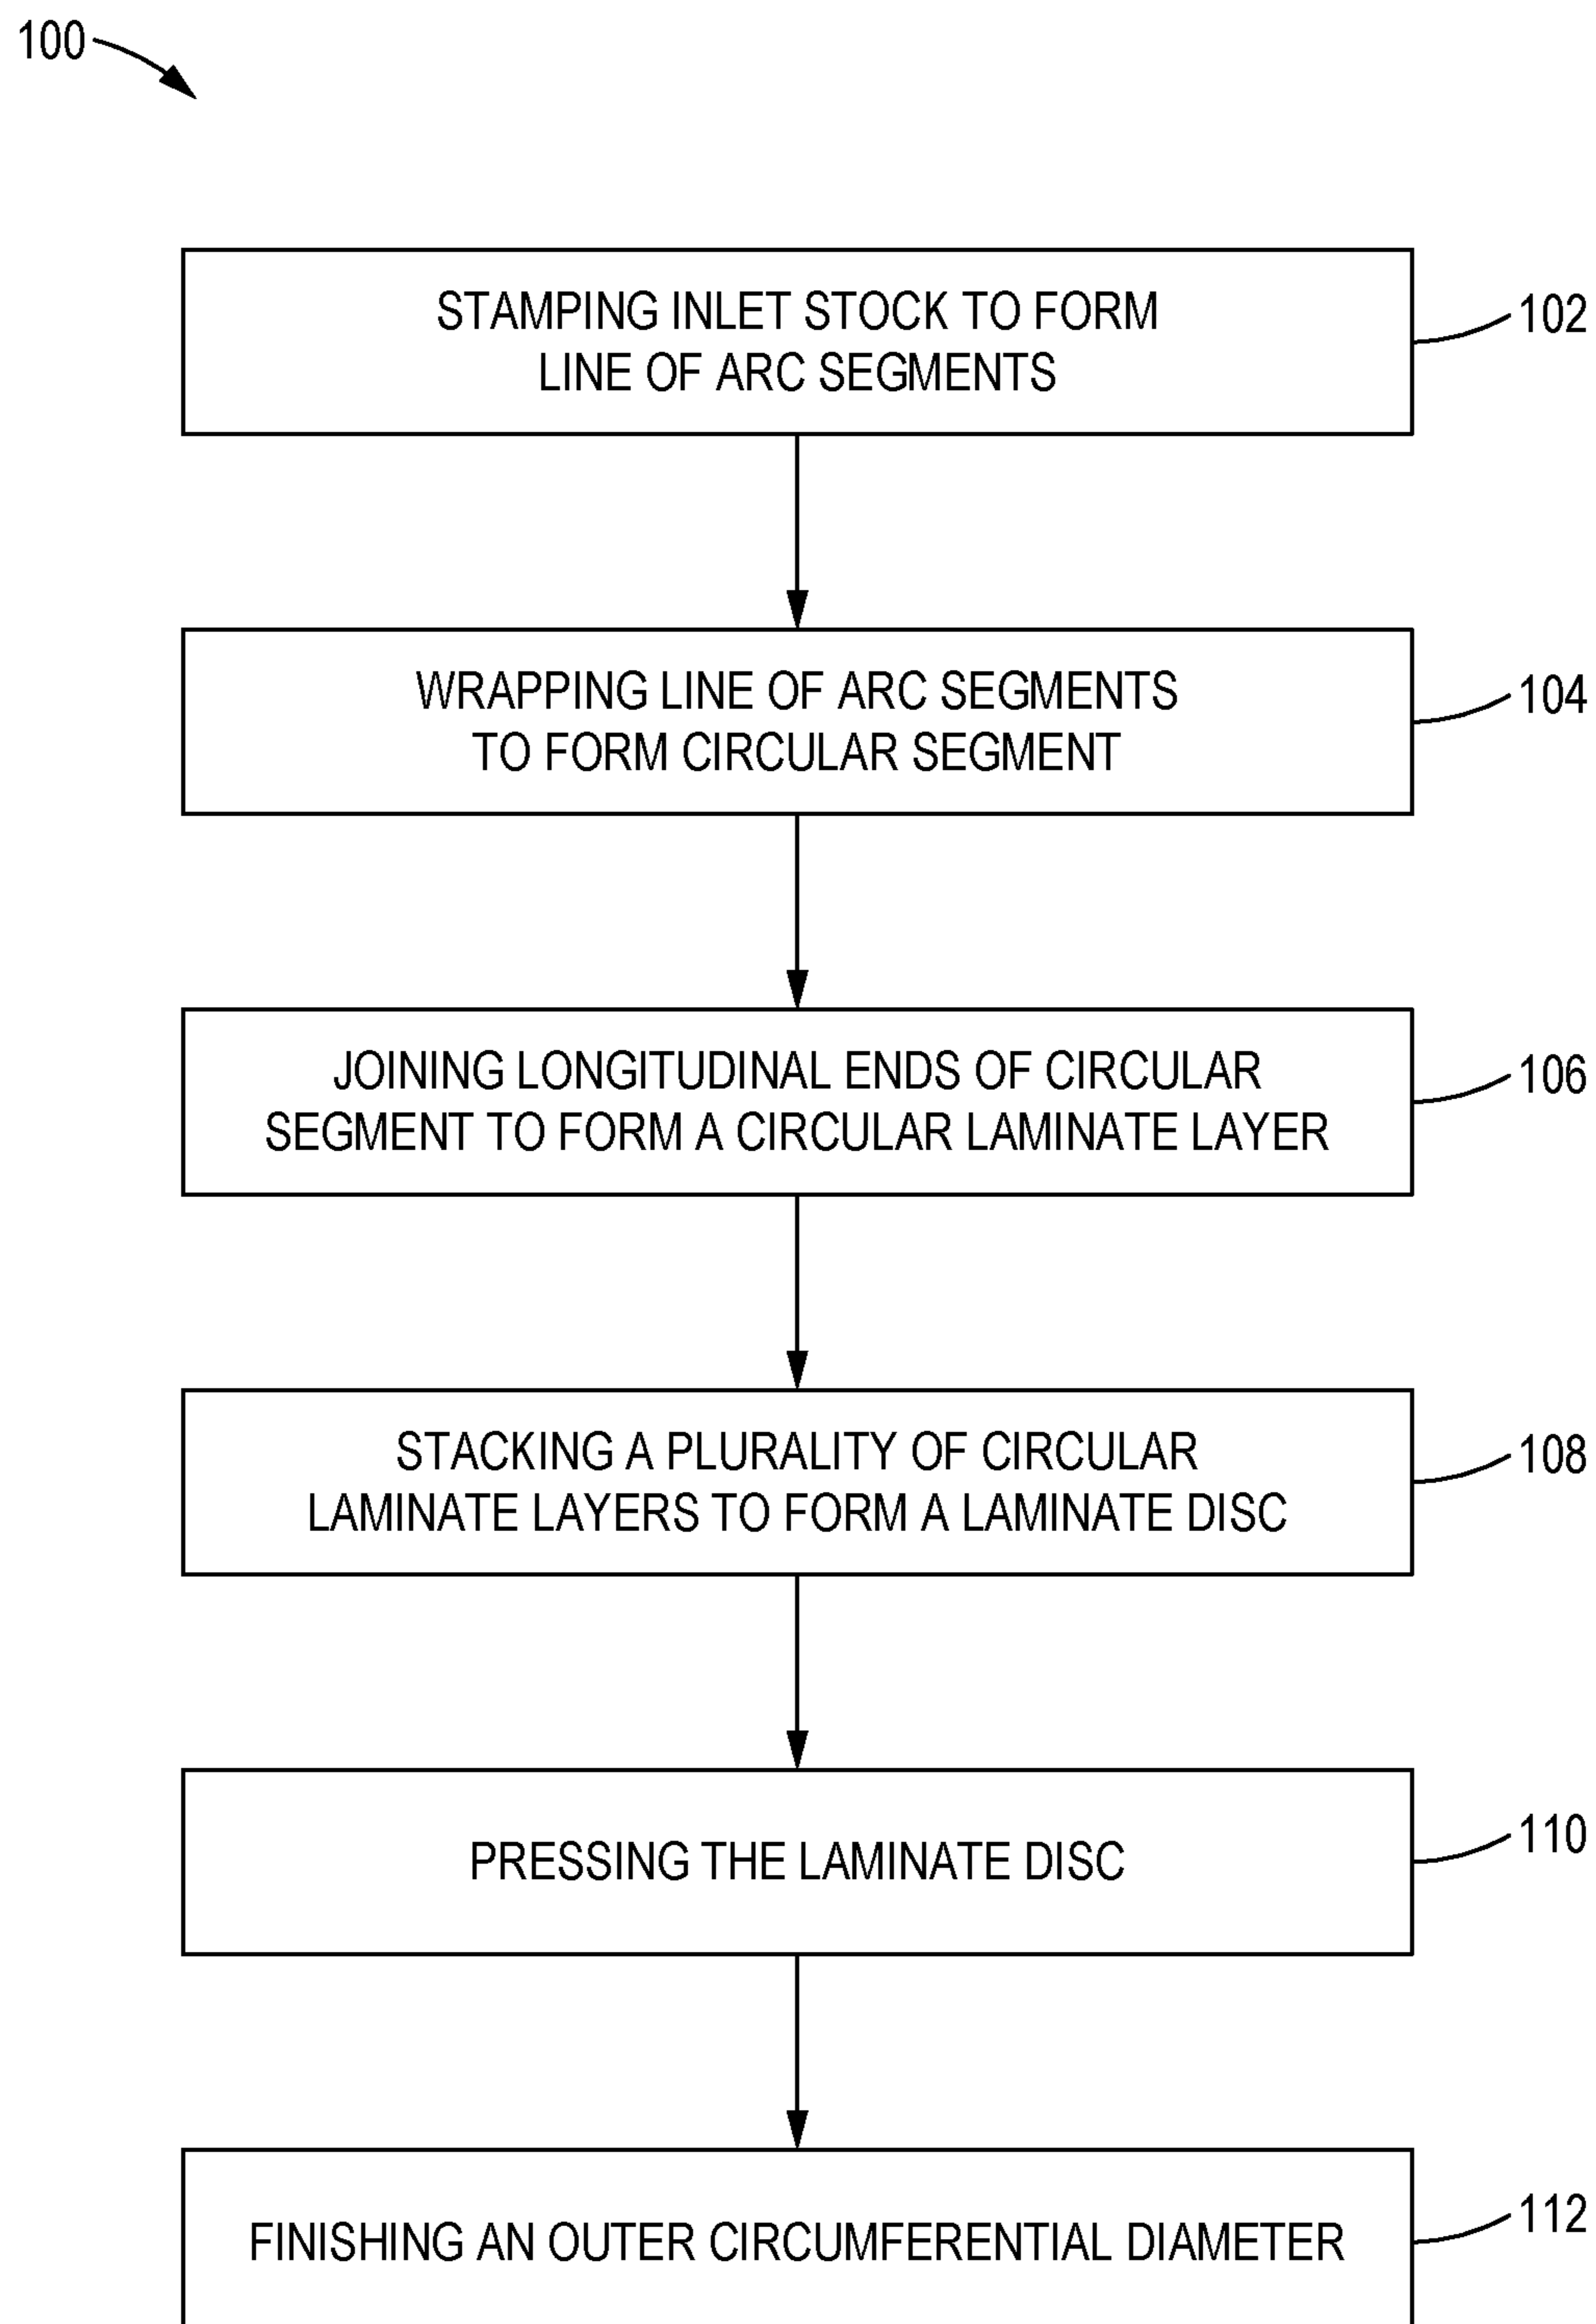 100
STAMPING INLET STOCK TO FORM
LINE OF ARC SEGMENTS
102
WRAPPING LINE OF ARC SEGMENTS
TO FORM CIRCULAR SEGMENT
104
JOINING LONGITUDINAL ENDS OF CIRCULAR
SEGMENT TO FORM A CIRCULAR LAMINATE LAYER
106
STACKING A PLURALITY OF CIRCULAR
LAMINATE LAYERS TO FORM A LAMINATE DISC
108
PRESSING THE LAMINATE DISC
110
FINISHING AN OUTER CIRCUMFERENTIAL DIAMETER
112